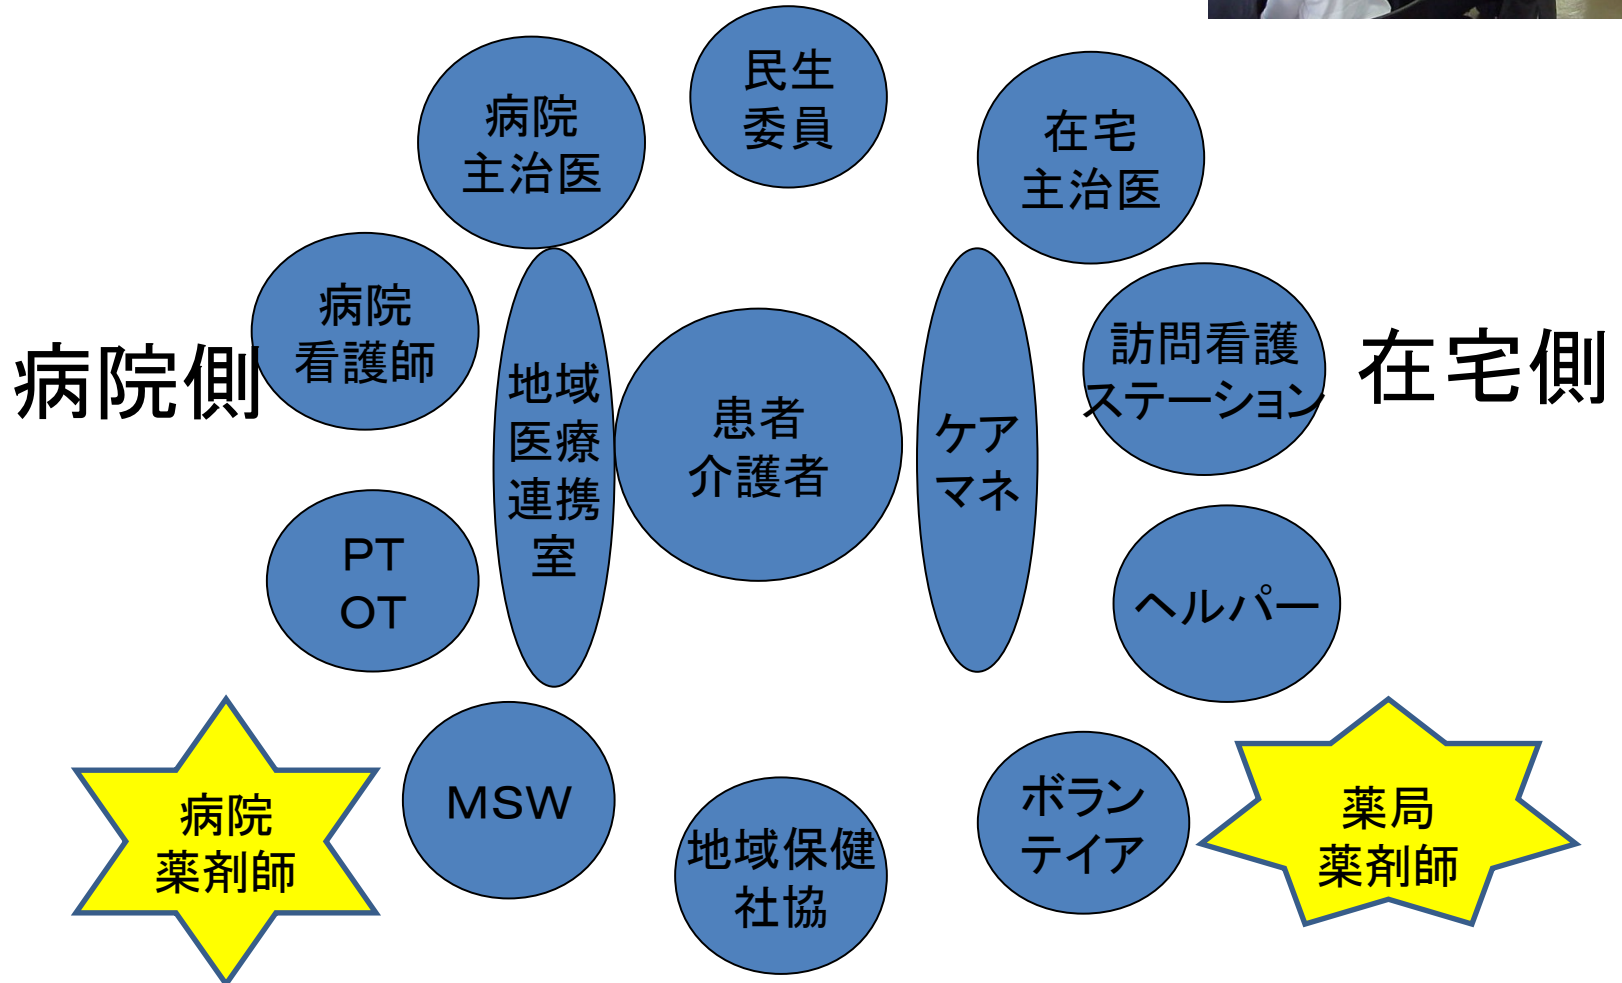 民生
委員
病院
主治医
在宅
主治医
病院
看護師
訪問看護
ステーション
病院側
在宅側
地域
医療
連携
室
患者
介護者
ケア
マネ
PT
OT
ヘルパー
MSW
ボラン
テイア
病院
薬剤師
薬局
薬剤師
地域保健
社協